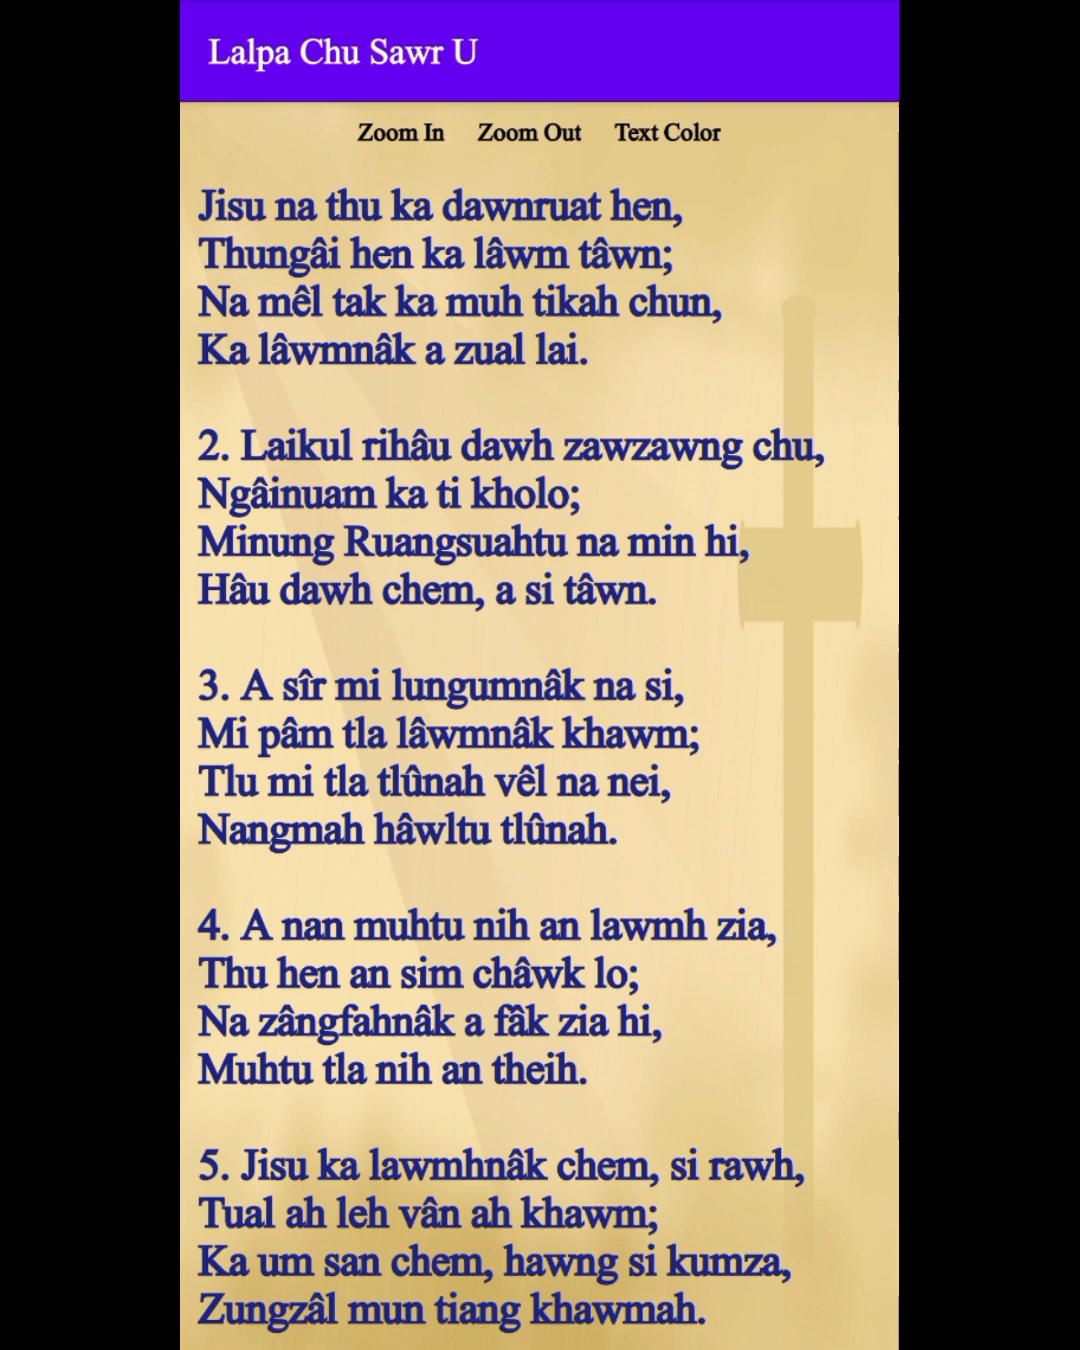 Lalpa Chu Sawr U
Zoom In Zoom Out Text Color
Jisu na thu ka dawnruat hen,
Thungâi hen ka lâwm tâwn;
Na mêl tak ka muh tikah chun,
Ka lâwmnâk a zual lai.
2. Laikul rihâu dawh zawzawng chu,
Ngâinuam ka ti kholo;
Minung Ruangsuahtu na min hi,
Hâu dawh chem, a si tâwn.
3. A sîr mi lungumnâk na si,
Mi pâm tla lâwmnâk khawm;
Tlu mi tla tlûnah vêl na nei,
Nangmah hâwltu tlûnah.
4. A nan muhtu nih an lawmh zia,
Thu hen an sim châwk lo;
Na zângfahnâk a fâk zia hi,
Muhtu tla nih an theih.
5. Jisu ka lawmhnâk chem, si rawh,
Tual ah leh vân ah khawm;
Ka um san chem, hawng si kumza,
Zungzâl mun tiang khawmah.